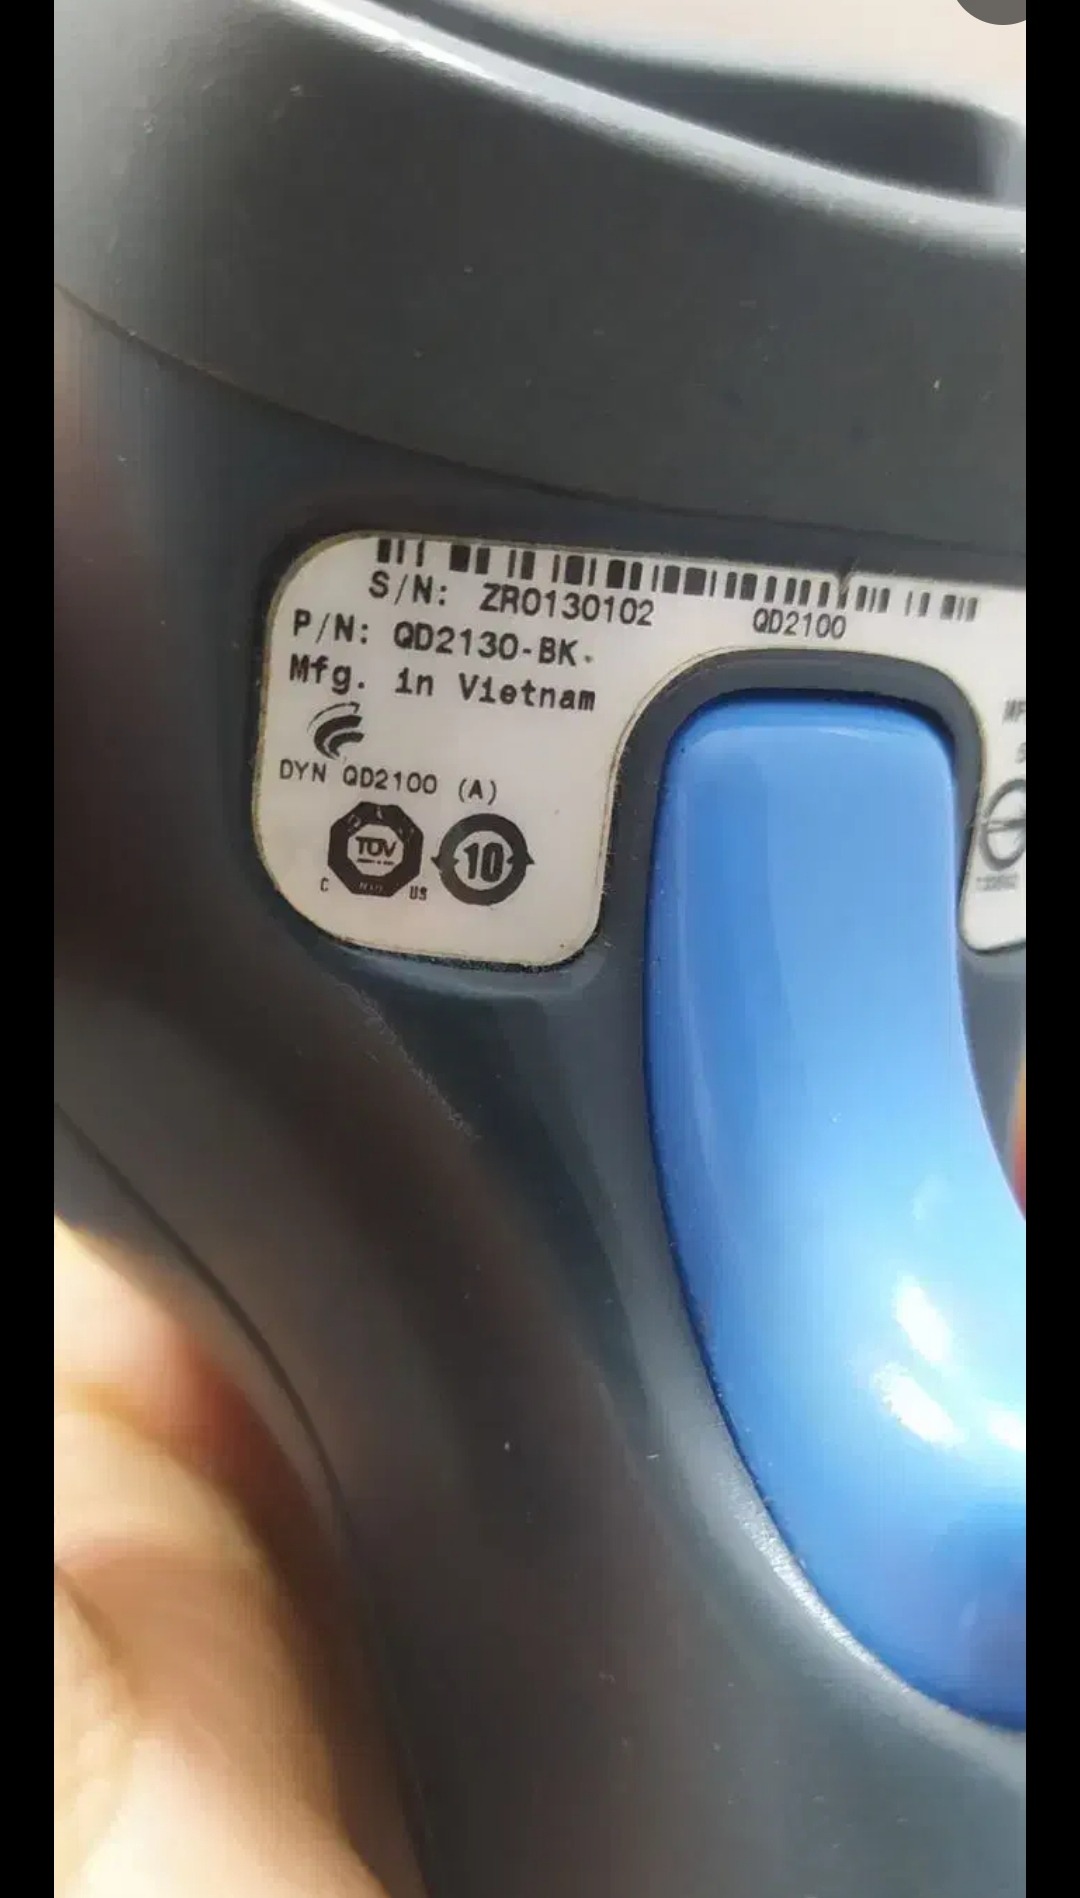 S/N: ZR0130102
QD2100
P/N: QD2130-BK-
Mfg. in Vietnam
DYN QD2100 (A)
TÜV
C US
10